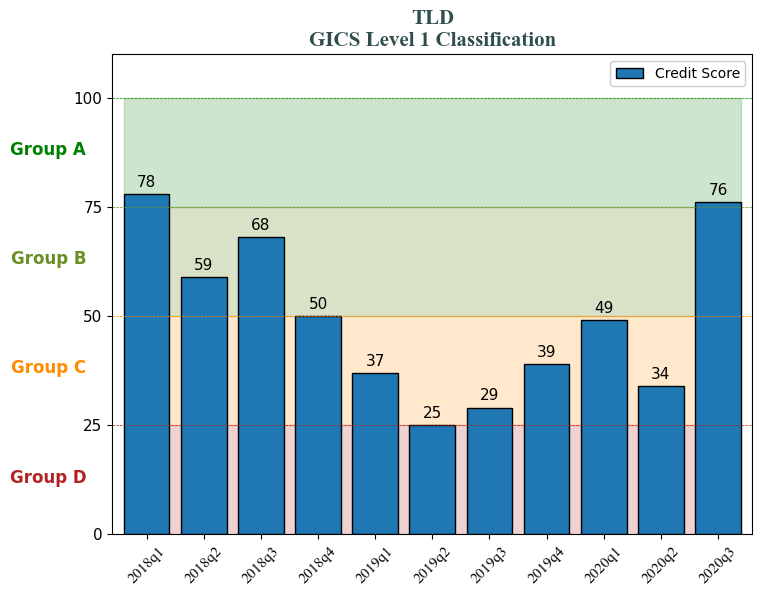 TLD
GICS Level 1 Classification
Credit Score
100
Group A
78
76
75
68
Group B
59
50
50
49
39
37
Group C
34
29
25
25
Group D
0
2018q1
2018q2
2018q3
2018q4
2019q1
2019q2
2019q3
2019q4
2020q1
2020q2
2020q3